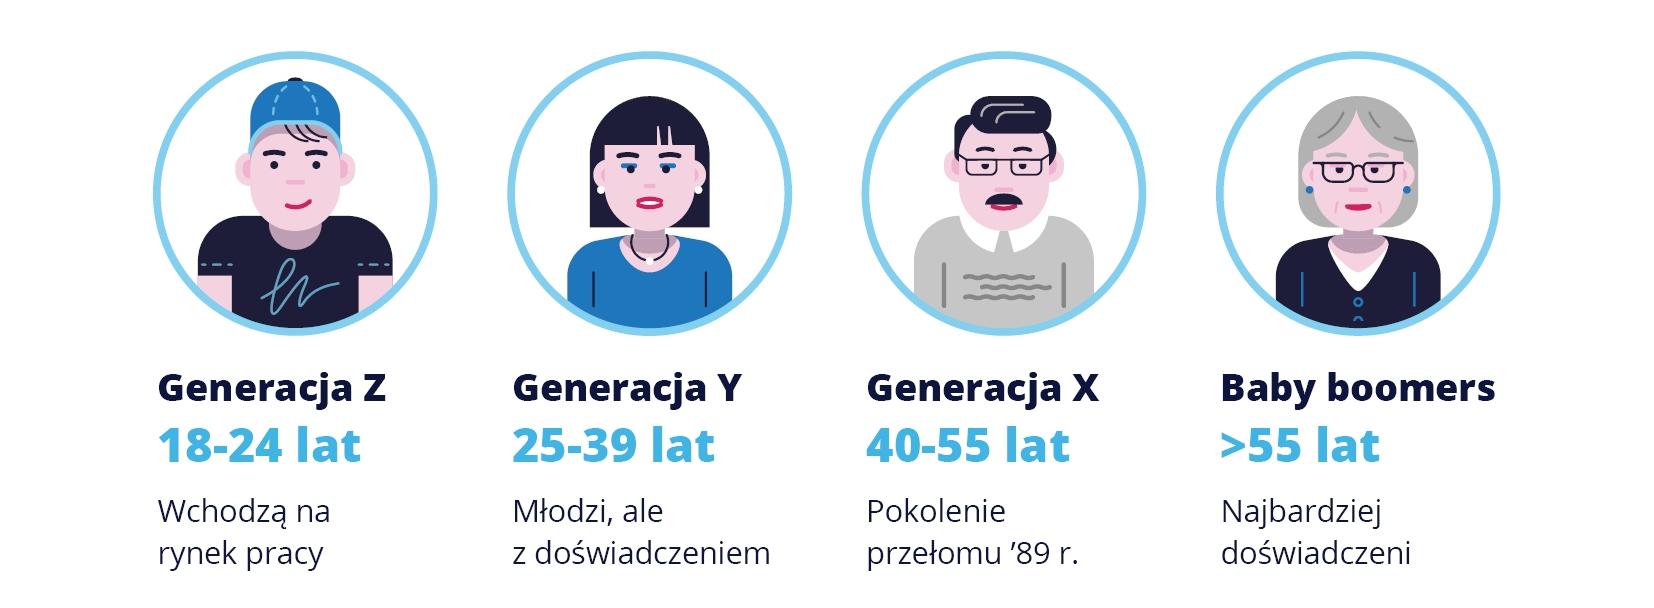 Generacja Z
18-24 lat
Wchodzą na
rynek pracy
Generacja Y
25-39 lat
Młodzi, ale
z doświadczeniem
Generacja X
40-55 lat
Pokolenie
przełomu ’89 r.
Baby boomers
>55 lat
Najbardziej
doświadczeni